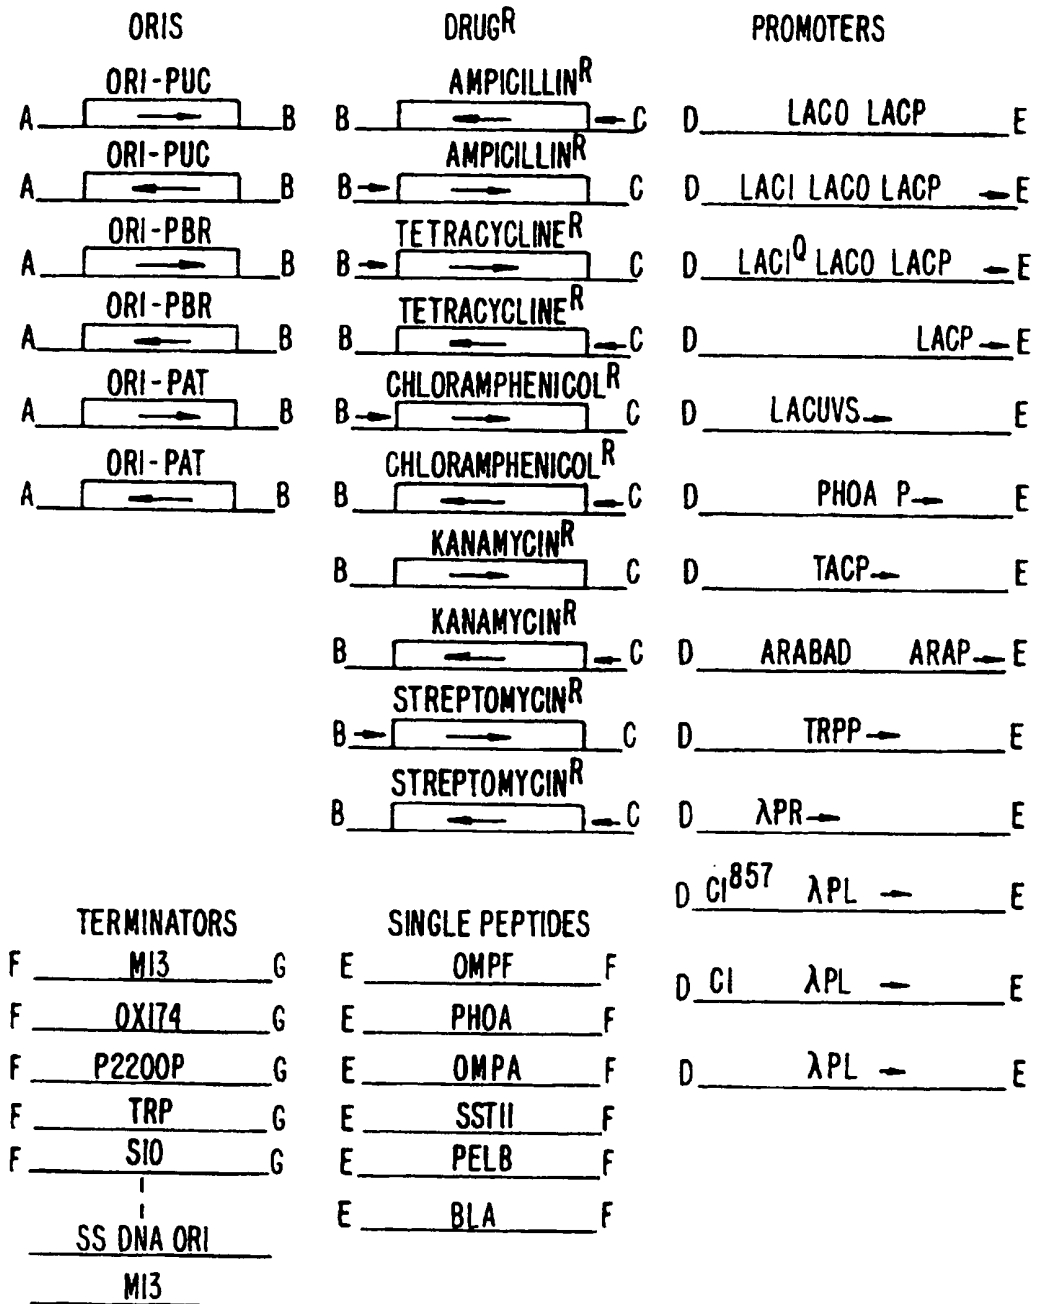 ORIS
ORI-PUC
A B
ORI-PUC
A B
ORI-PBR
A B
ORI-PBR
A B
ORI-PAT
A B
ORI-PAT
A B
DRUGR
AMPICILLINR
B C
AMPICILLINR
B C
TETRACYCLINER
B C
TETRACYCLINER
B C
CHLORAMPHENICOLR
B C
CHLORAMPHENICOLR
B C
KANAMYCINR
B C
KANAMYCINR
B C
STREPTOMYCINR
B C
STREPTOMYCINR
B C
PROMOTERS
D LACO LACP E
D LACI LACO LACP E
D LACIQ LACO LACP E
D LACP E
D LACUVS E
D PHOA P E
D TACP E
D ARABAD ARAP E
D TRPP E
D λPR E
D CI857 λPL E
D CI λPL E
D λPL E
TERMINATORS
F M13 G
F OX174 G
F P2200P G
F TRP G
F S10 G
SS DNA ORI
M13
SINGLE PEPTIDES
E OMPF F
E PHOA F
E OMPA F
E SSTII F
E PELB F
E BLA F